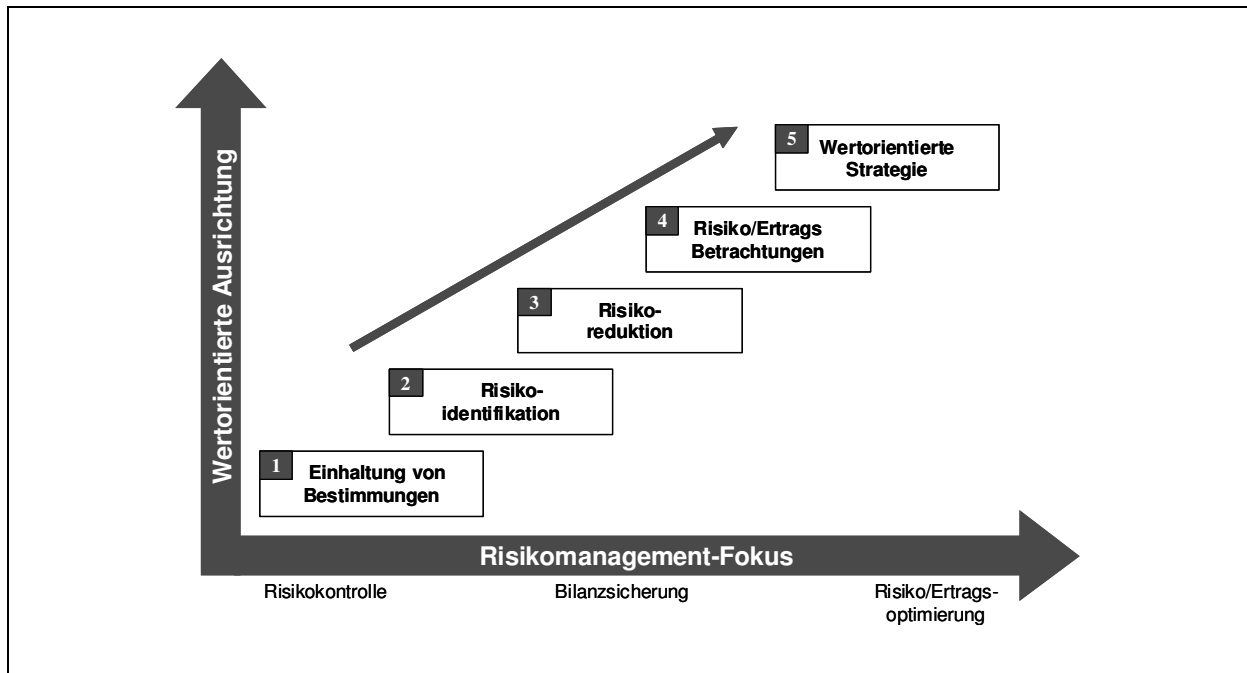 Wertorientierte Ausrichtung
5
Wertorientierte
Strategie
4
Risiko/Ertrags
Betrachtungen
3
Risiko-
reduktion
2
Risiko-
identifikation
1
Einhaltung von
Bestimmungen
Risikomanagement-Fokus
Risikokontrolle
Bilanzsicherung
Risiko/Ertrags-
optimierung